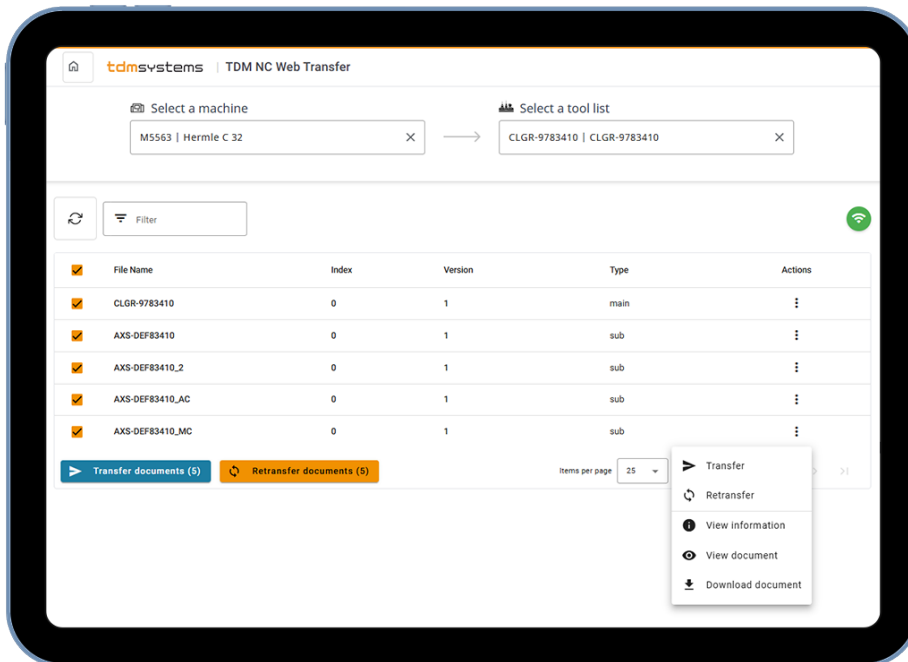 tdmsystems | TDM NC Web Transfer
Select a machine
Select a tool list
M5563 | Hermle C 32
CLGR-9783410 | CLGR-9783410
Filter
File Name Index Version Type Actions
CLGR-9783410 0 1 main
AXS-DEF83410 0 1 sub
AXS-DEF83410_2 0 1 sub
AXS-DEF83410_AC 0 1 sub
AXS-DEF83410_MC 0 1 sub
Transfer documents (5)
Retransfer documents (5)
Items per page 25
Transfer
Retransfer
View information
View document
Download document